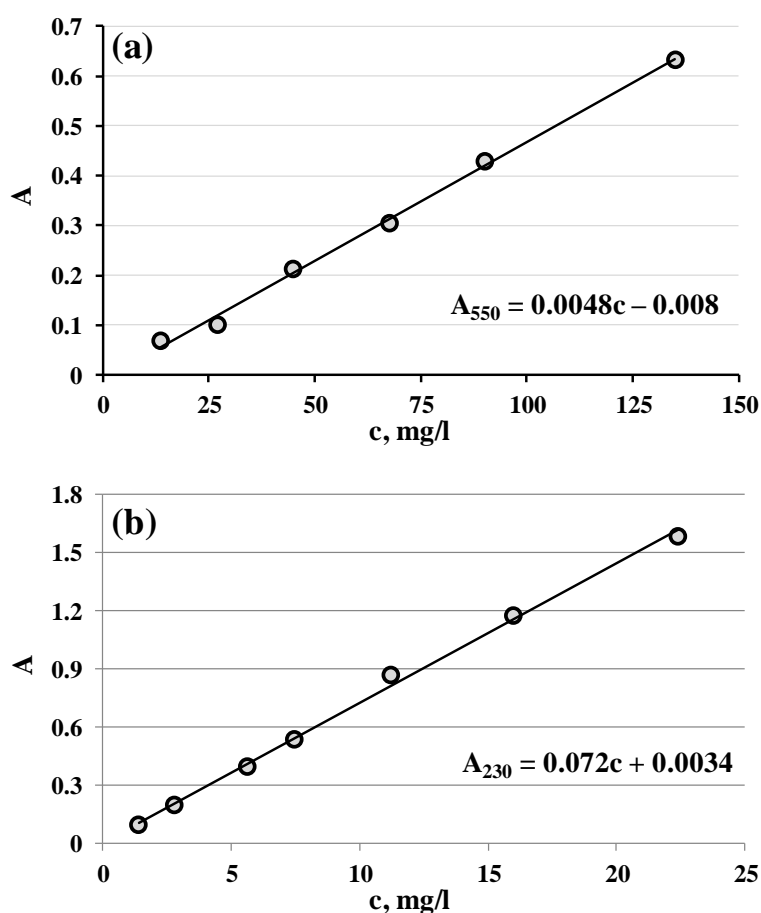 (a)
0.7
0.6
0.5
0.4
0.3
0.2
0.1
0
A
A₅₅₀ = 0.0048c – 0.008
0 25 50 75 100 125 150
c, mg/l
(b)
1.8
1.5
1.2
0.9
0.6
0.3
0
A
A₂₃₀ = 0.072c + 0.0034
0 5 10 15 20 25
c, mg/l